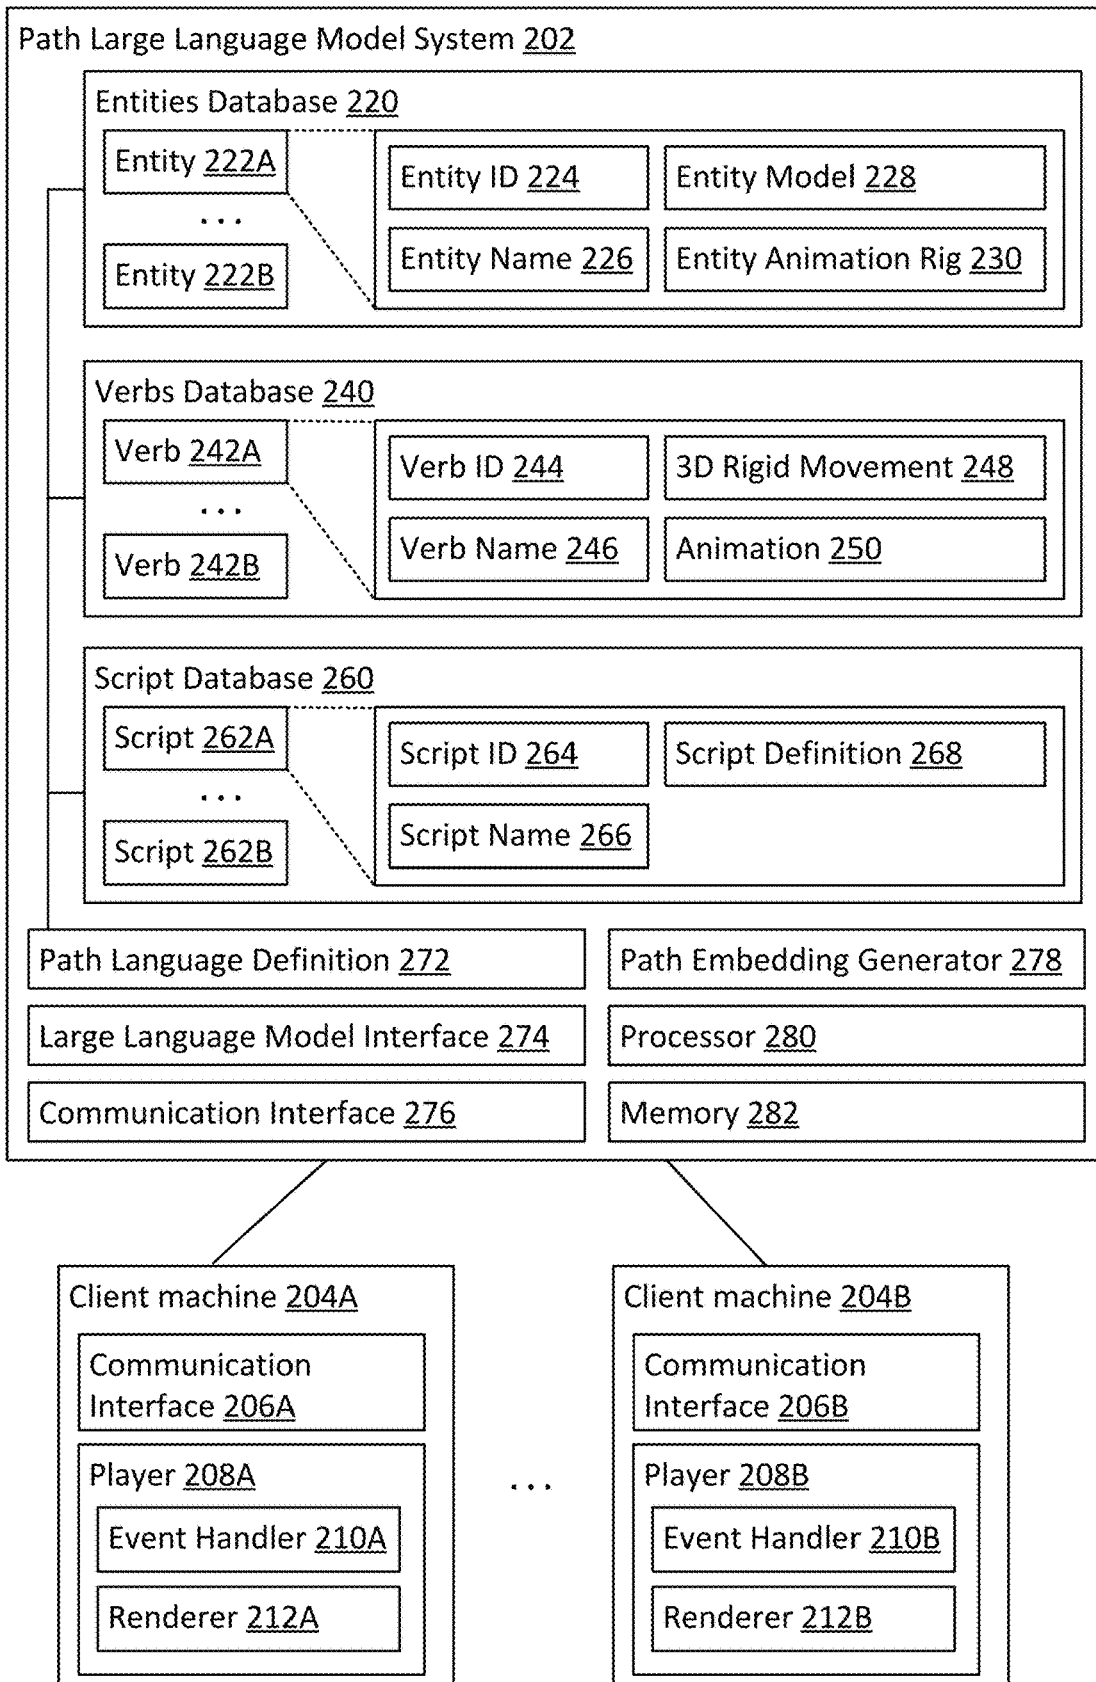 Path Large Language Model System 202
Entities Database 220
Entity 222A
...
Entity 222B
Entity ID 224
Entity Model 228
Entity Name 226
Entity Animation Rig 230
Verbs Database 240
Verb 242A
...
Verb 242B
Verb ID 244
3D Rigid Movement 248
Verb Name 246
Animation 250
Script Database 260
Script 262A
...
Script 262B
Script ID 264
Script Definition 268
Script Name 266
Path Language Definition 272
Path Embedding Generator 278
Large Language Model Interface 274
Processor 280
Communication Interface 276
Memory 282
Client machine 204A
Communication
Interface 206A
Player 208A
Event Handler 210A
Renderer 212A
...
Client machine 204B
Communication
Interface 206B
Player 208B
Event Handler 210B
Renderer 212B